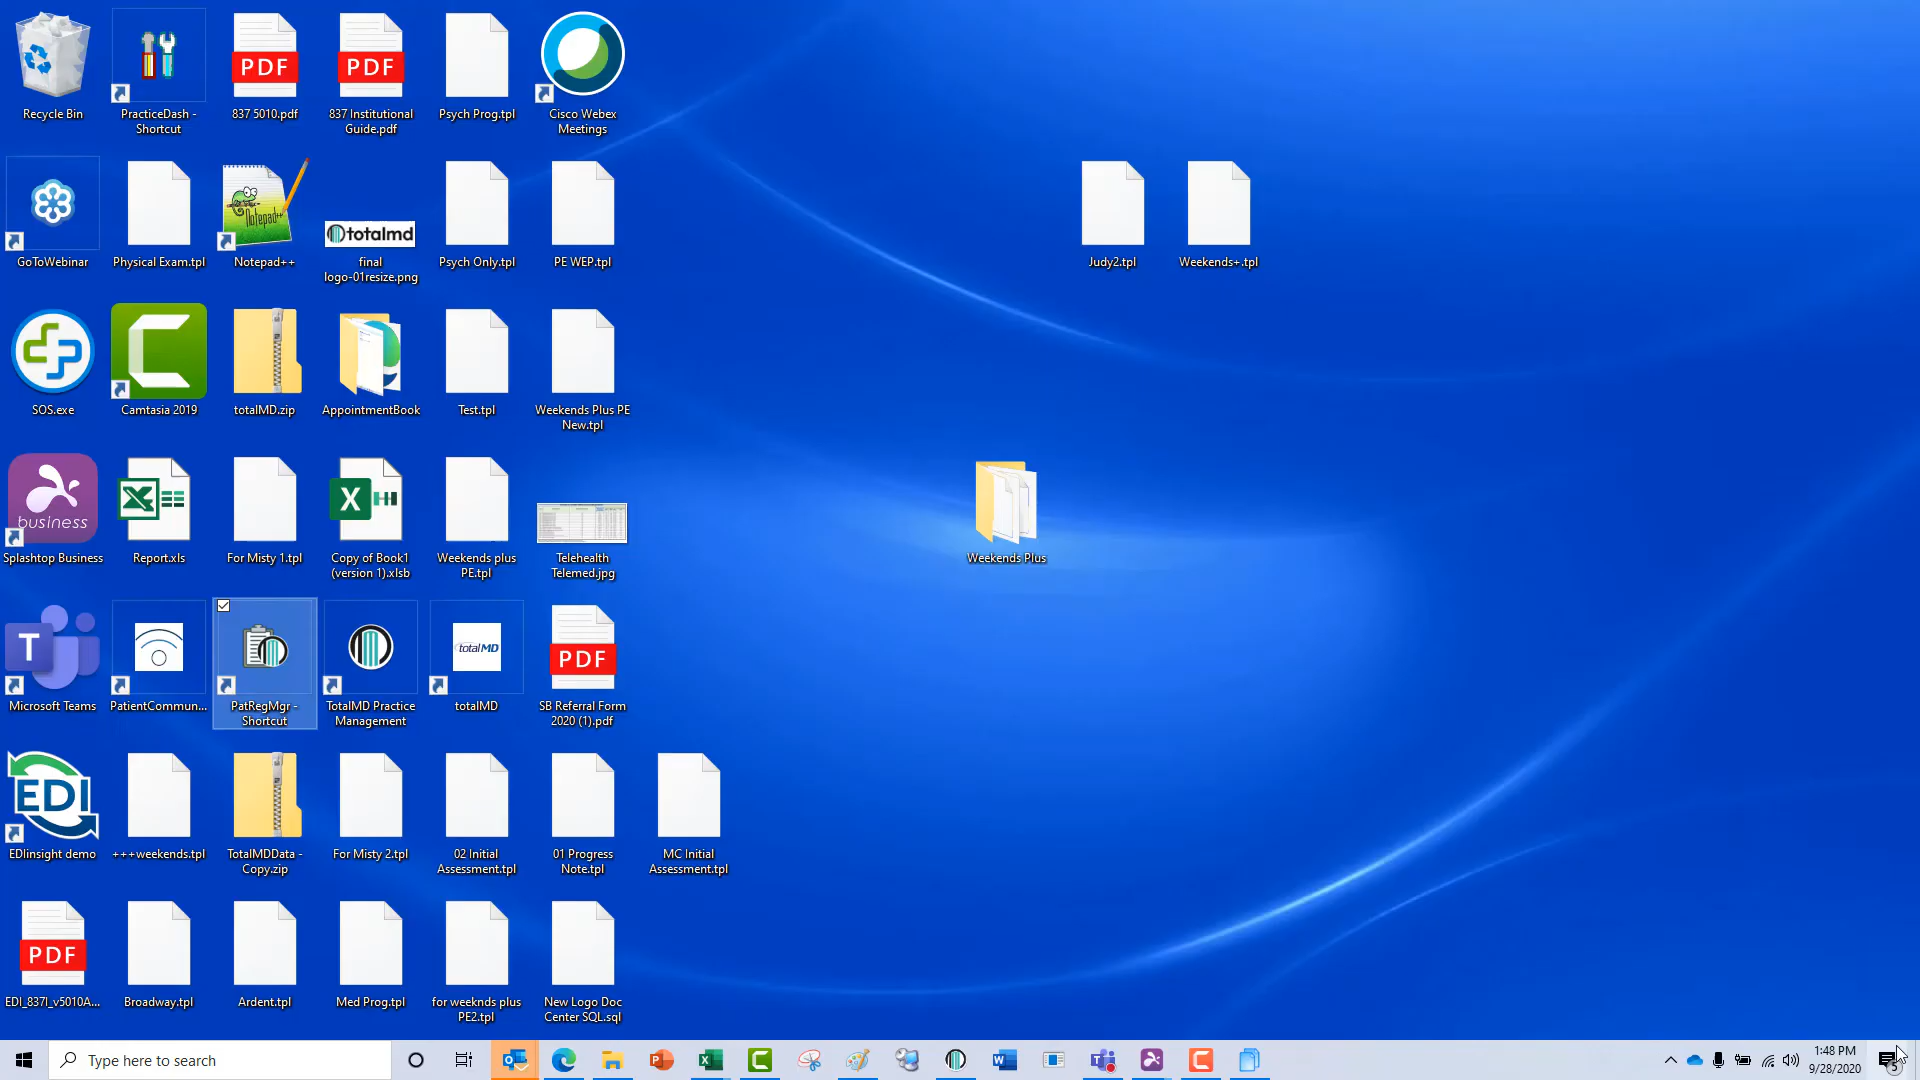 Recycle Bin
PracticeDash -
Shortcut
PDF
837 5010.pdf
PDF
837 Institutional
Guide.pdf
Psych Prog.tpl
Cisco Webex
Meetings
GoToWebinar
Physical Exam.tpl
Notepad++
Notepad++
totalmd
final
logo-01resize.png
Psych Only.tpl
PE WEP.tpl
Judy2.tpl
Weekends+.tpl
SOS.exe
Camtasia 2019
totalMD.zip
AppointmentBook
Test.tpl
Weekends Plus PE
New.tpl
business
Splashtop Business
Report.xls
For Misty 1.tpl
Copy of Book1
(version 1).xlsb
Weekends plus
PE.tpl
Telehealth
Telemed.jpg
Weekends Plus
T
Microsoft Teams
PatientCommun...
PatRegMgr -
Shortcut
TotalMD Practice
Management
totalMD
totalMD
PDF
SB Referral Form
2020 (1).pdf
EDI
EDIinsight demo
+++weekends.tpl
TotalMDData -
Copy.zip
For Misty 2.tpl
02 Initial
Assessment.tpl
01 Progress
Note.tpl
MC Initial
Assessment.tpl
PDF
EDI_837I_v5010A...
Broadway.tpl
Ardent.tpl
Med Prog.tpl
for weeknds plus
PE2.tpl
New Logo Doc
Center SQL.sql
Type here to search
1:48 PM
9/28/2020
5